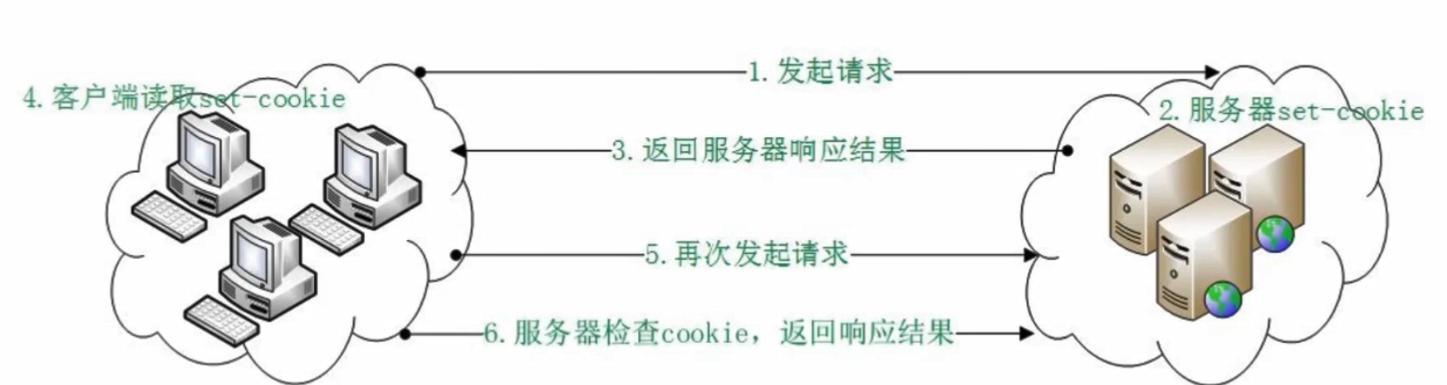 1.发起请求
4.客户端读取set-cookie
2.服务器set-cookie
3.返回服务器响应结果
5.再次发起请求
6.服务器检查cookie，返回响应结果